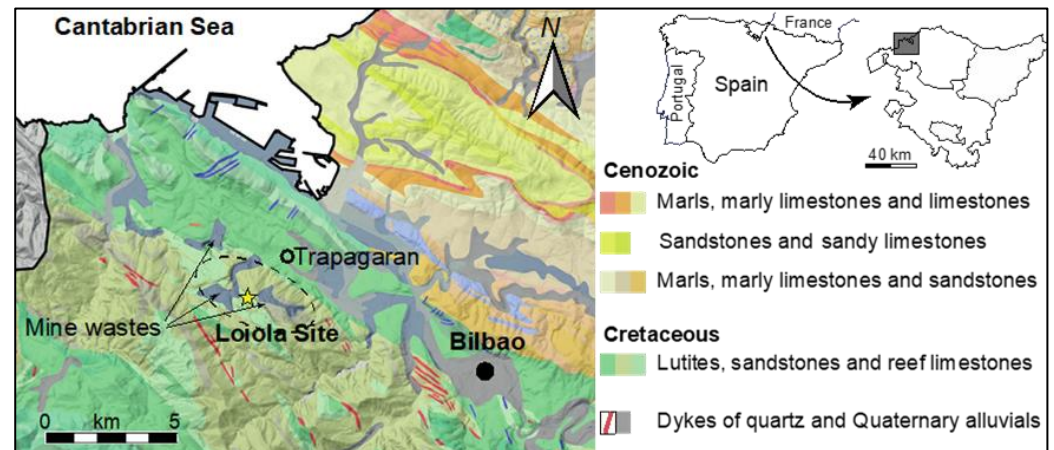 Cantabrian Sea
N
Trapagaran
Mine wastes
Loiola Site
Bilbao
0 km 5
France
Portugal
Spain
40 km
Cenozoic
Marls, marly limestones and limestones
Sandstones and sandy limestones
Marls, marly limestones and sandstones
Cretaceous
Lutites, sandstones and reef limestones
Dykes of quartz and Quaternary alluvials